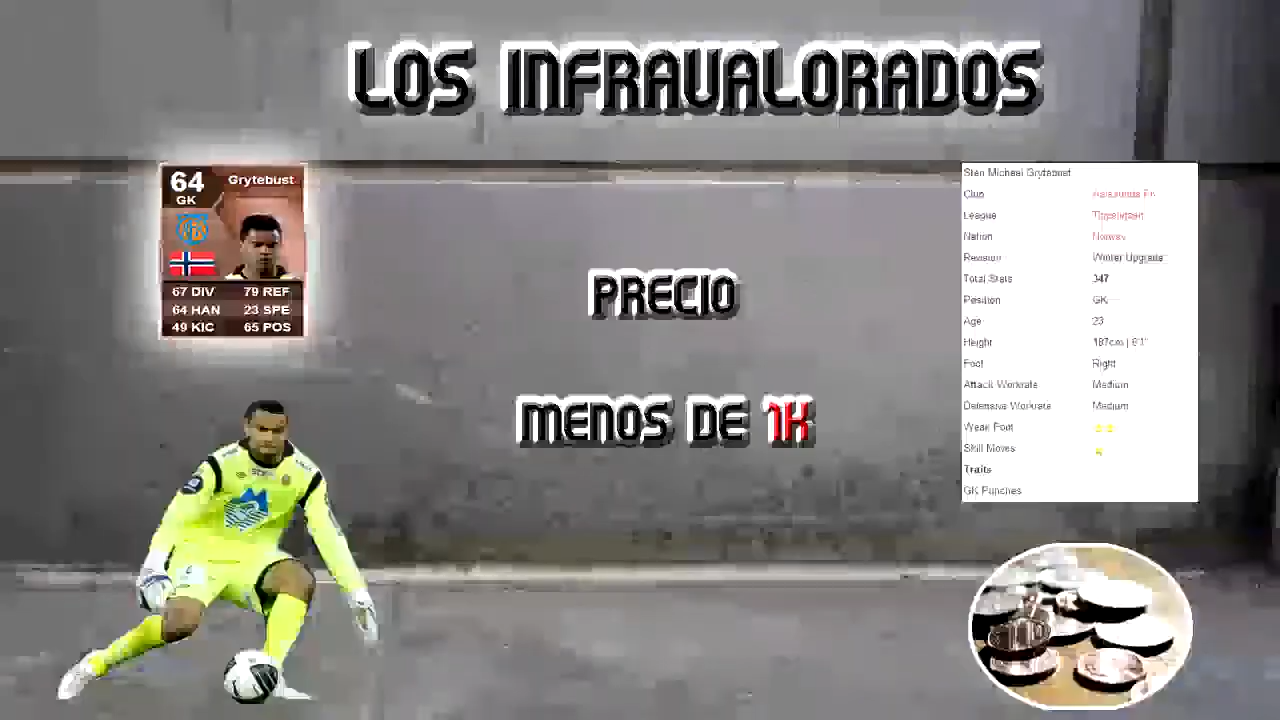 LOS INFRAVALORADOS
64
GK
Grytebust
67 DIV 79 REF
64 HAN 23 SPE
49 KIC 65 POS
PRECIO
MENOS DE 1K
Sten Michael Grytebust
Club
League Tippeligaen
Nation Norway
Revision Winter Upgrade
Total Stats 347
Position GK
Age 23
Height 187cm | 6'1"
Foot Right
Attack Workrate Medium
Defensive Workrate Medium
Weak Foot
Skill Moves
Traits
GK Punches